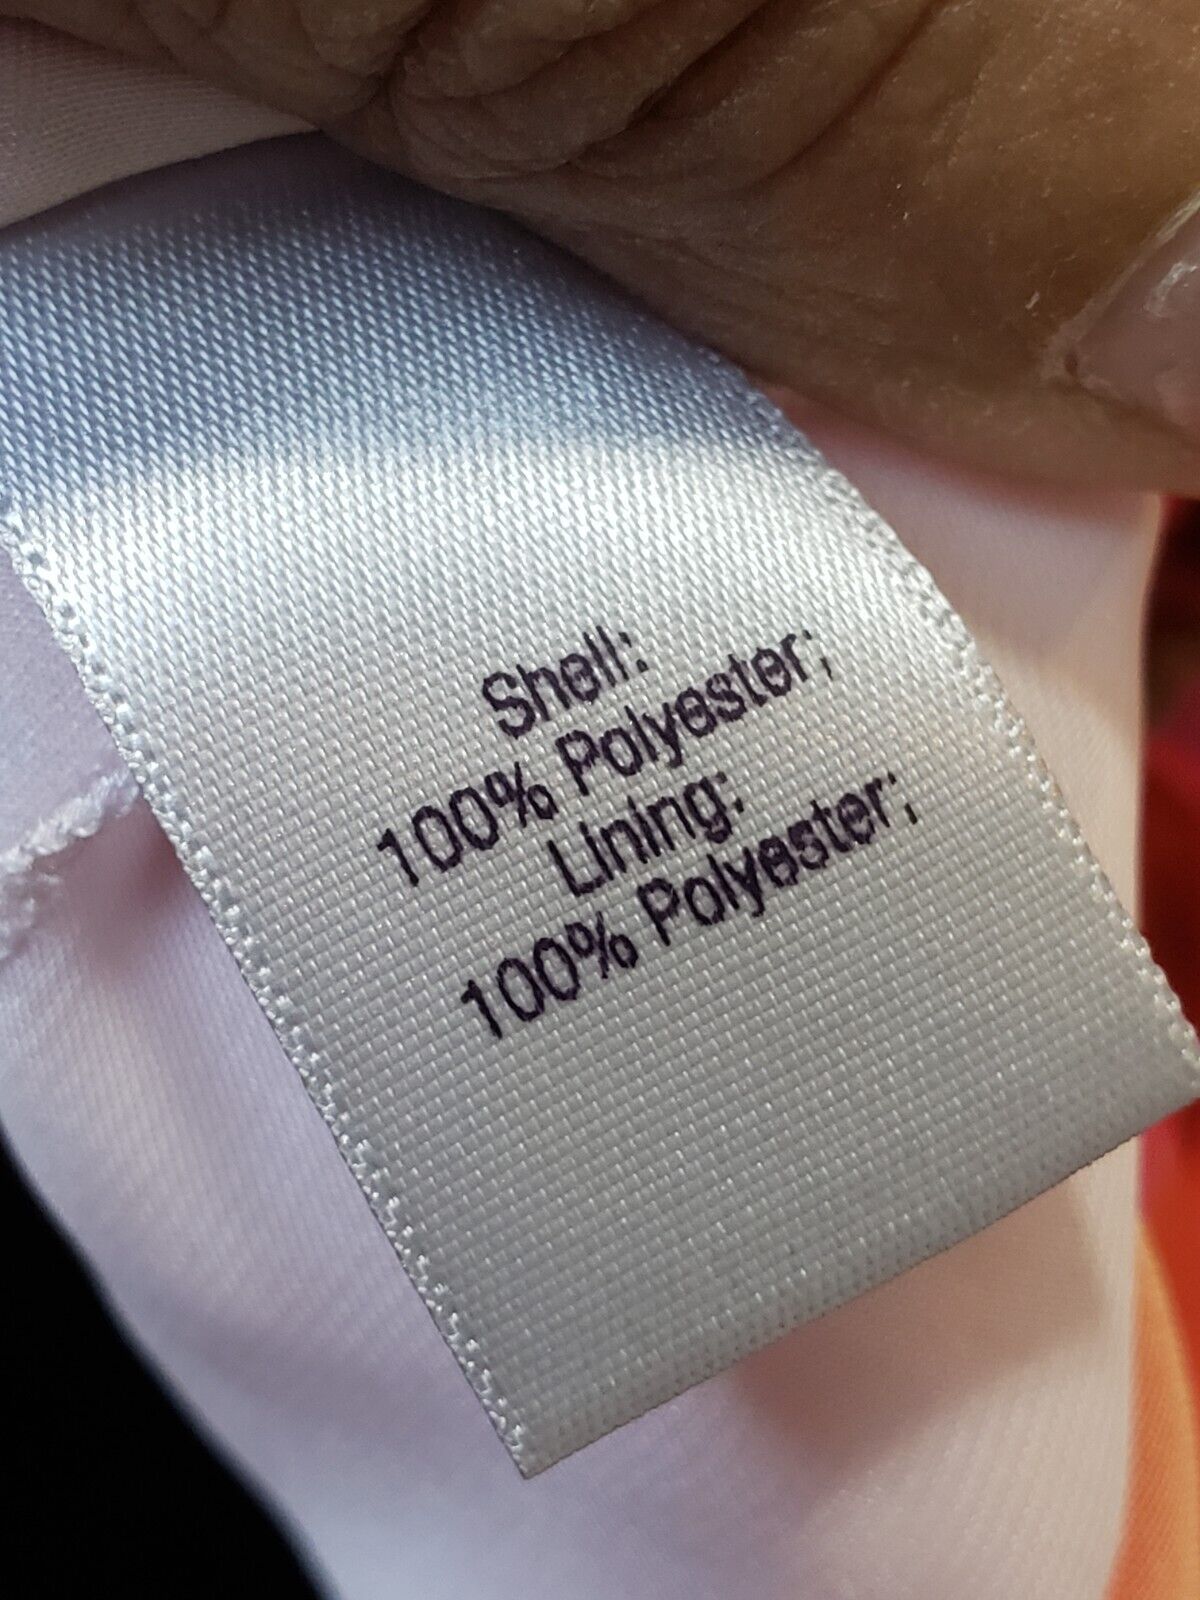 Shell:
100% Polyester;
Lining:
100% Polyester;